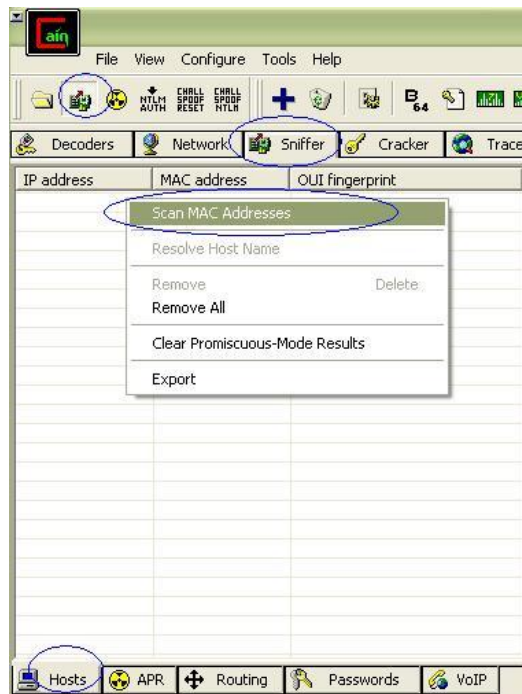 Cain
File View Configure Tools Help
NTLM AUTH CHALL SPOOF RESET CHALL SPOOF NTLM B 64
Decoders Network Sniffer Cracker Trace
IP address MAC address OUI fingerprint
Scan MAC Addresses
Resolve Host Name
Remove Delete
Remove All
Clear Promiscuous-Mode Results
Export
Hosts APR Routing Passwords VoIP